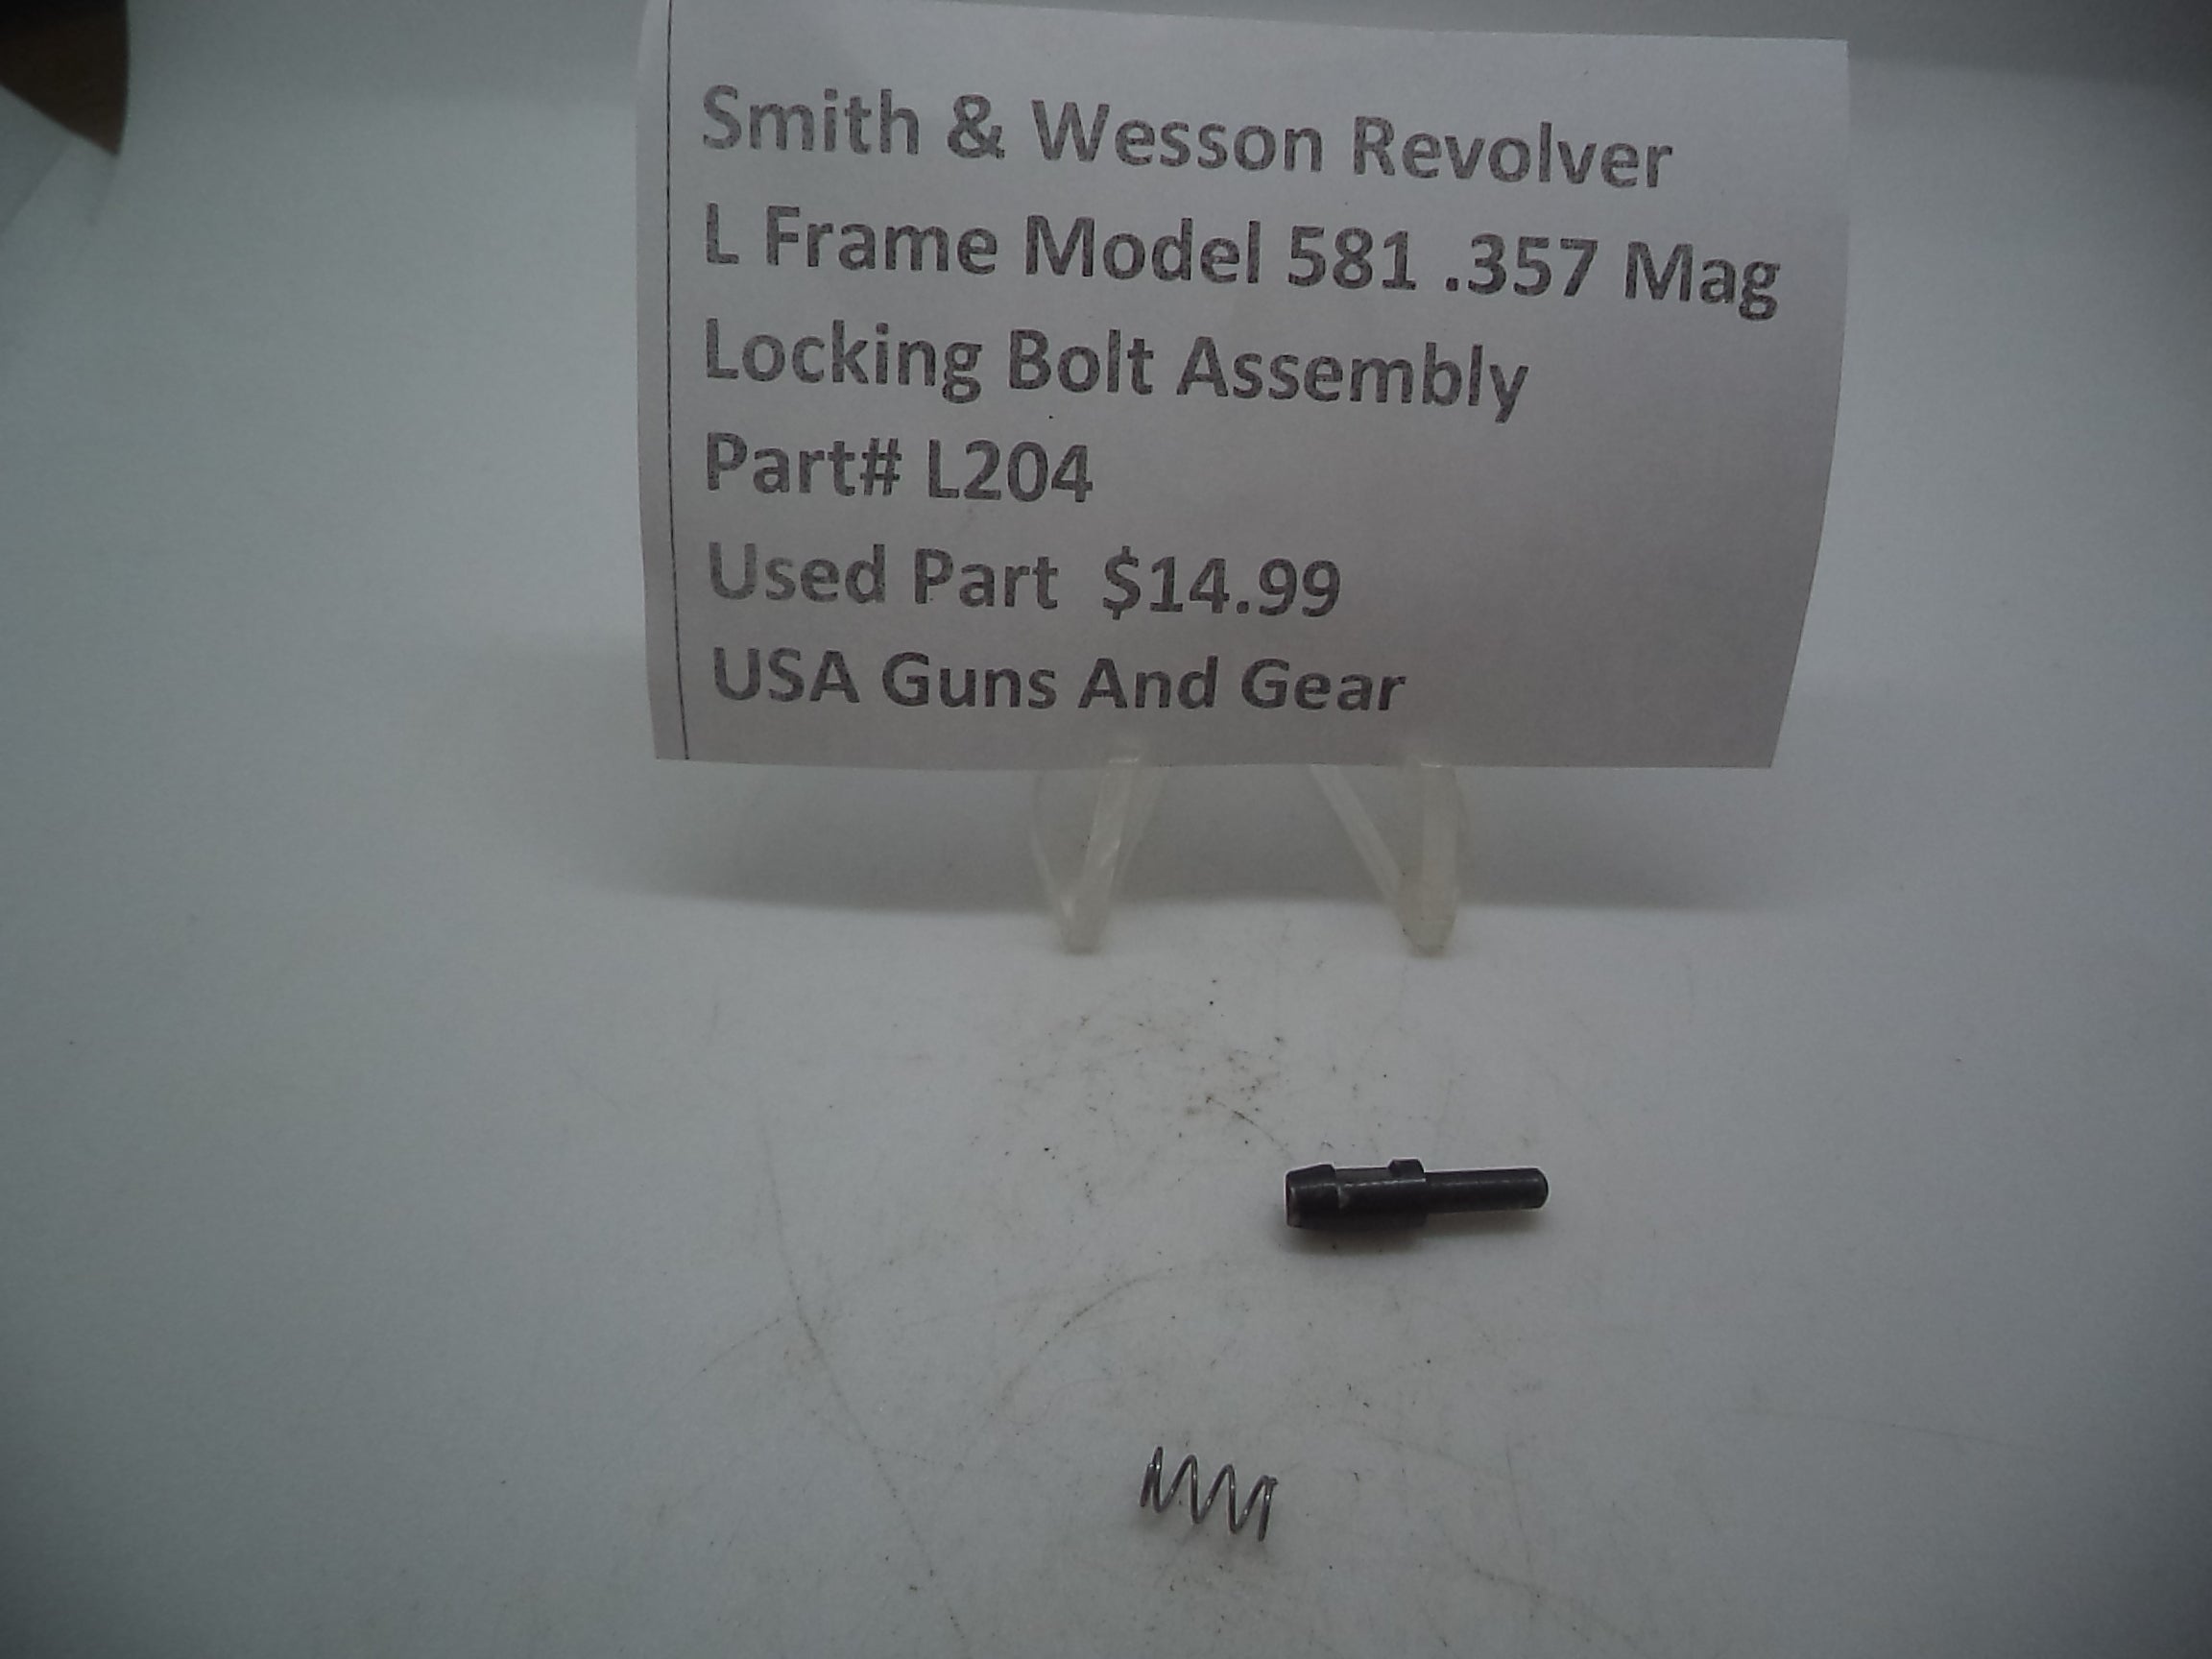 Smith & Wesson Revolver
L Frame Model 581 .357 Mag
Locking Bolt Assembly
Part# L204
Used Part $14.99
USA Guns And Gear